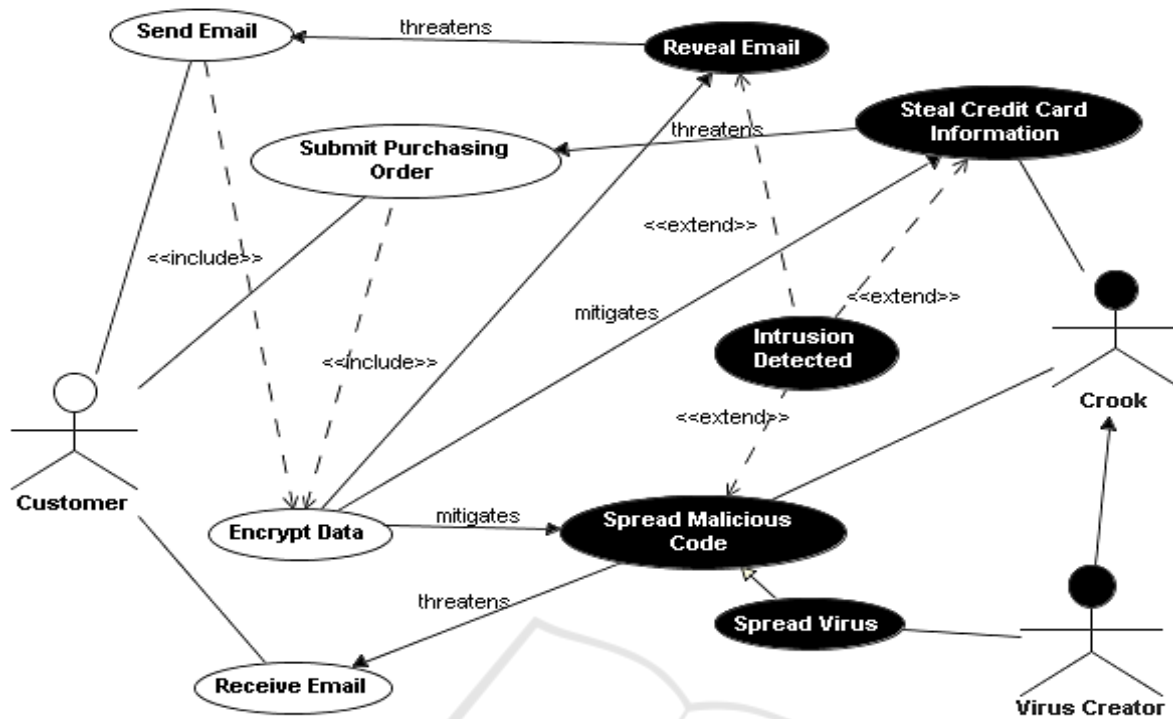 Send Email
threatens
Reveal Email
Steal Credit Card
Information
threatens
Submit Purchasing
Order
<<extend>>
<<include>>
<<extend>>
mitigates
Intrusion
Detected
<<include>>
Crook
<<extend>>
Customer
Encrypt Data
mitigates
Spread Malicious
Code
threatens
Spread Virus
Receive Email
Virus Creator